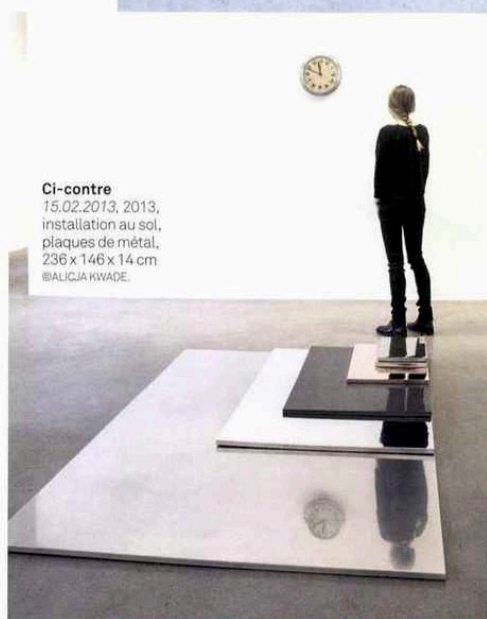 Ci-contre
15.02.2013, 2013,
installation au sol,
plaques de métal,
236 x 146 x 14 cm
©ALICJA KWADE.